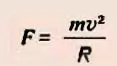 F = mv²/R